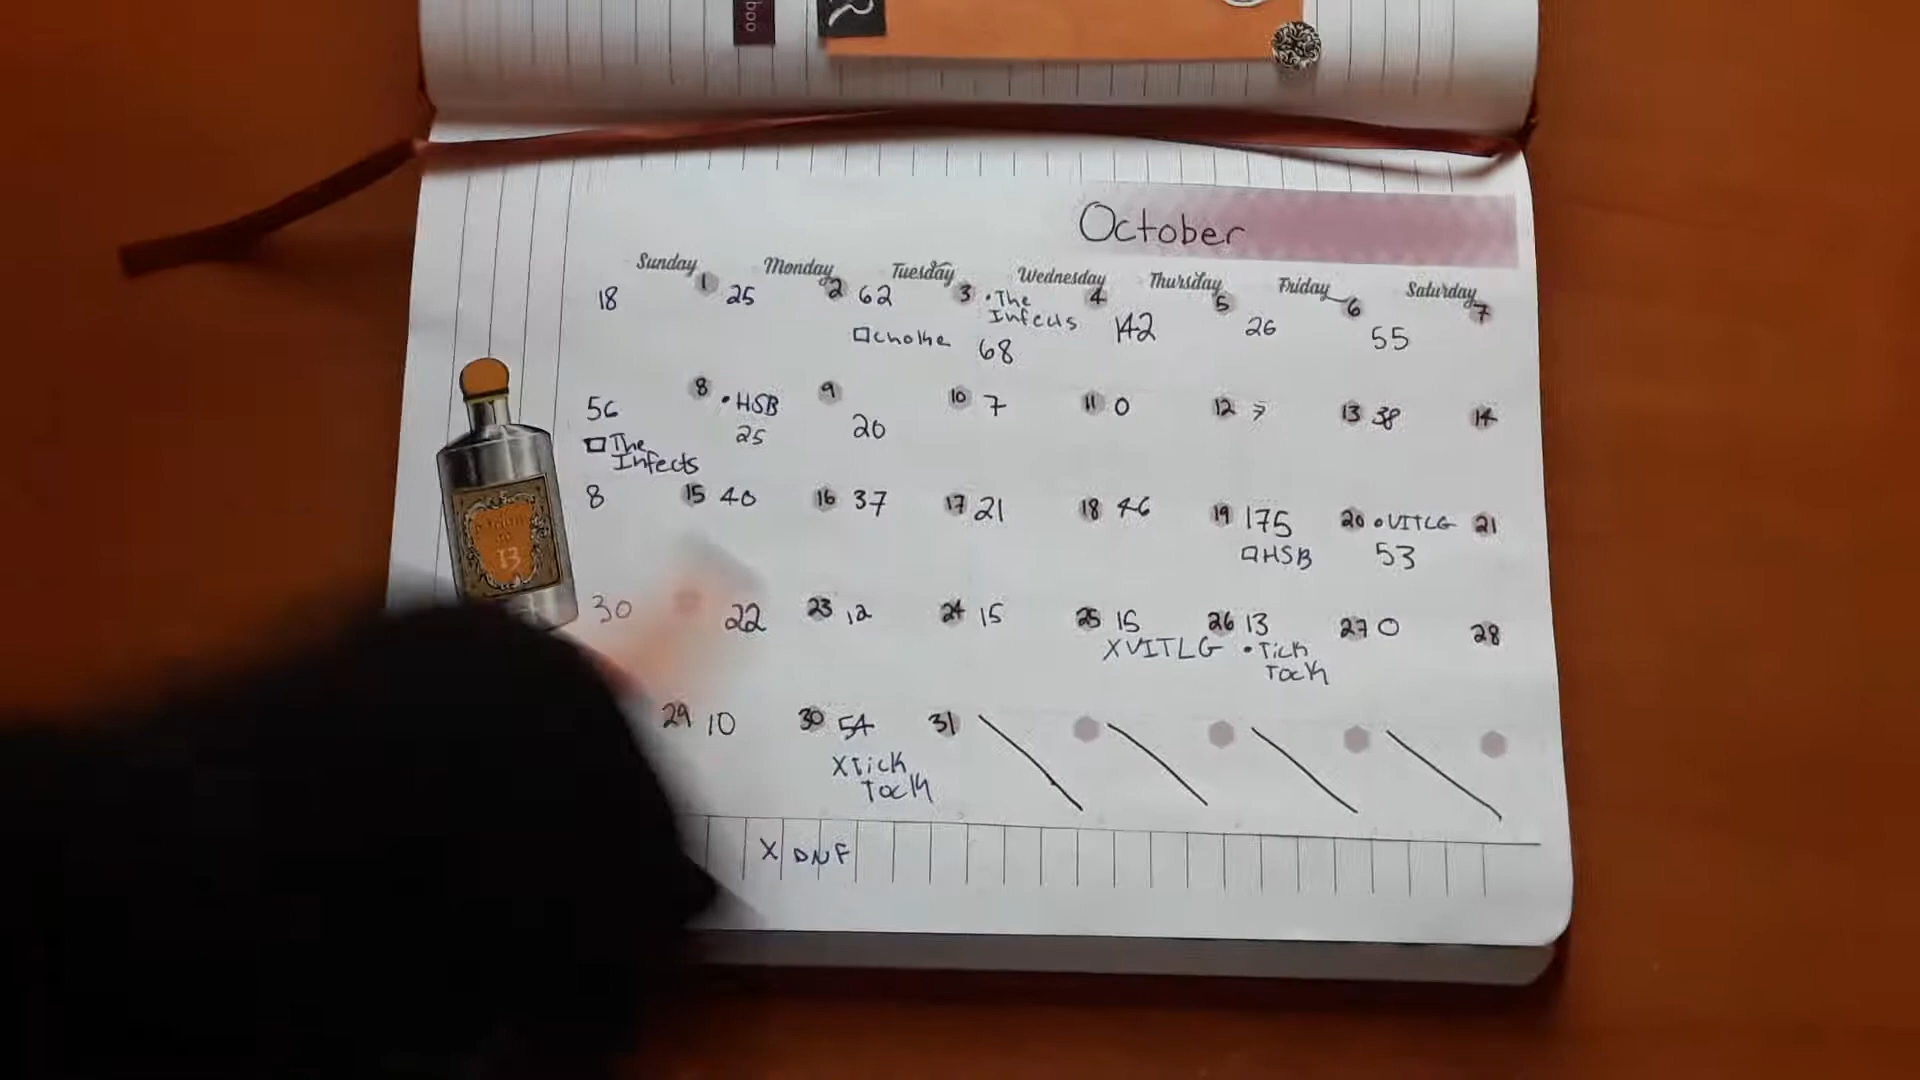 boo
October
Sunday Monday Tuesday Wednesday Thursday Friday Saturday
18 1 25 2 62 3 •The 4 142 5 26 6 55 7
Infects
□choke 68
56 8 •HSB 9 20 10 7 11 0 12 13 38 14
25
□The
Infects
8 15 40 16 37 17 21 18 46 19 175 20 •VITLG 21
□HSB 53
30 22 23 12 24 15 25 15 26 13 27 0 28
XVITLG •Tick
Tock
29 10 30 54 31
XTick
Tock
X DNF
13